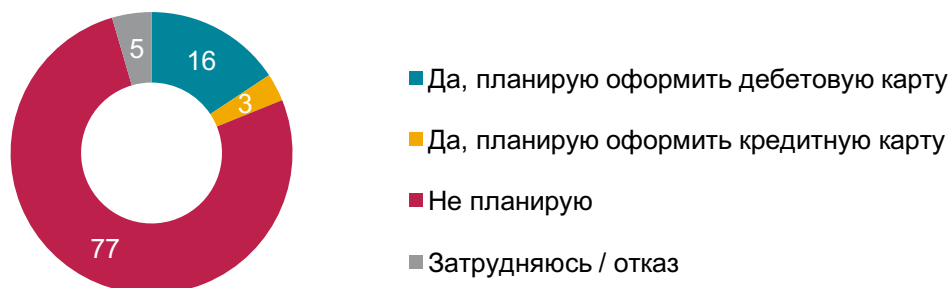 5
16
3
77
Да, планирую оформить дебетовую карту
Да, планирую оформить кредитную карту
Не планирую
Затрудняюсь / отказ